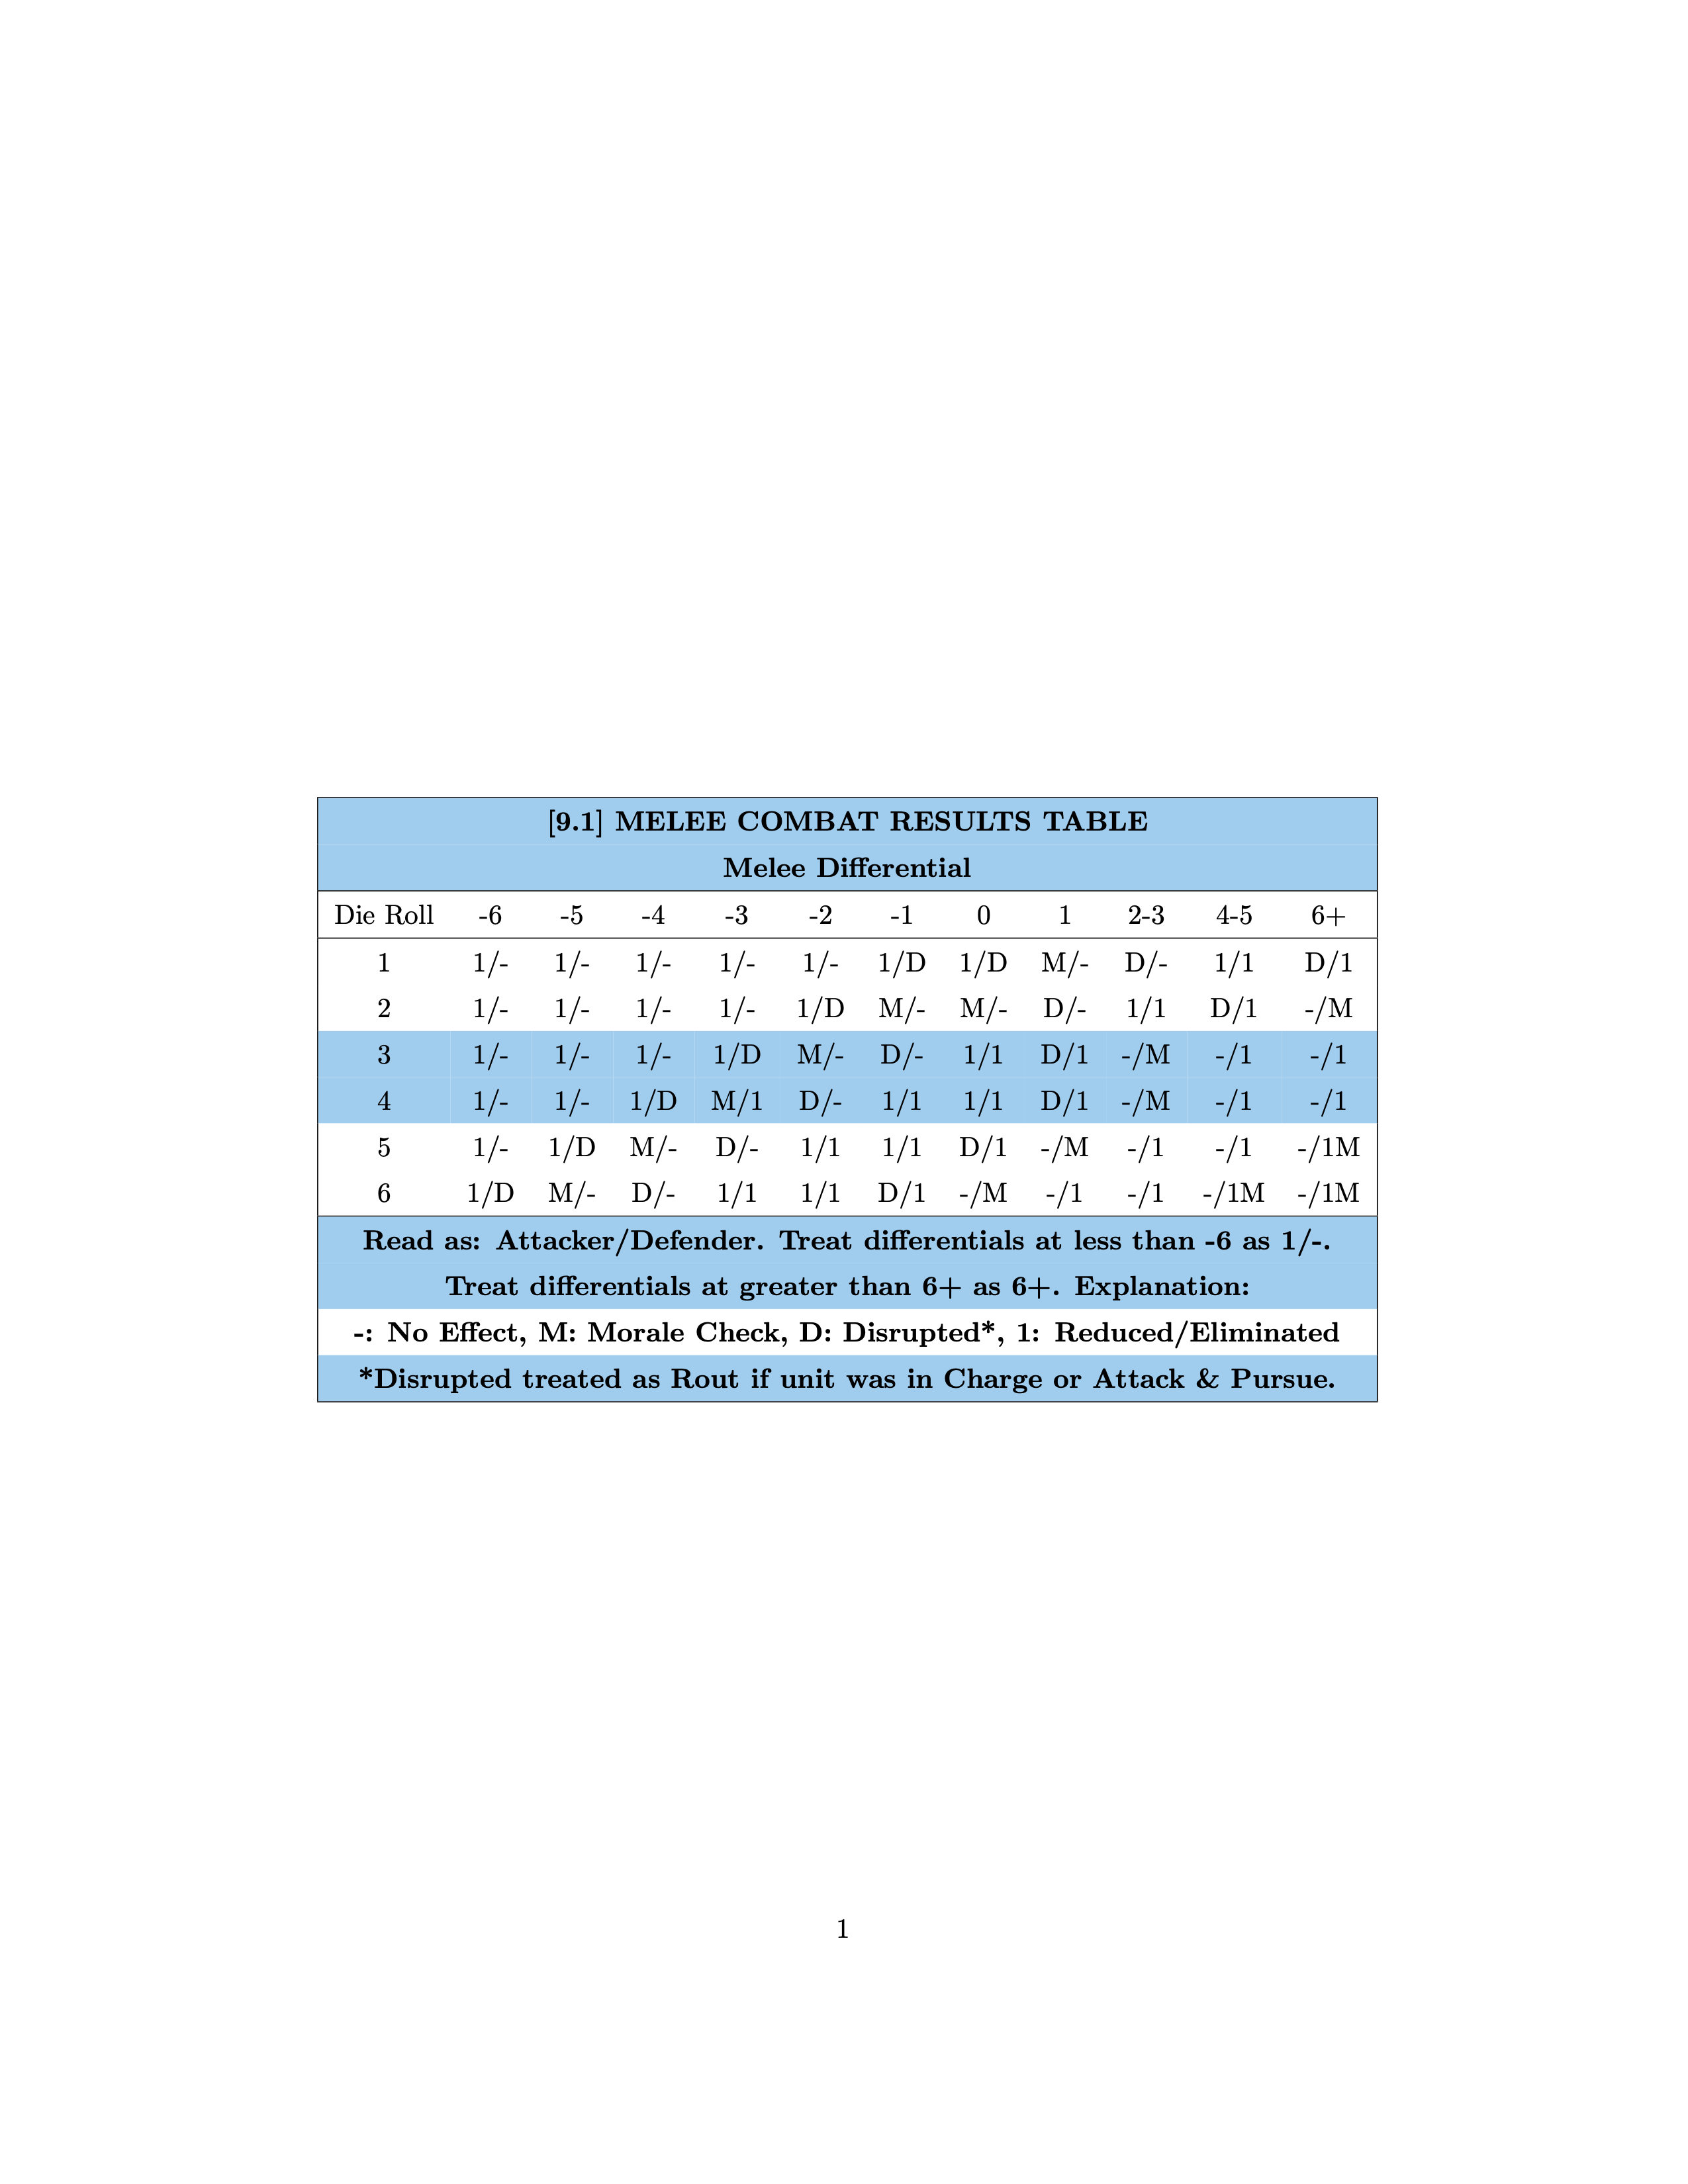 [9.1] MELEE COMBAT RESULTS TABLE
Melee Differential
Die Roll -6 -5 -4 -3 -2 -1 0 1 2-3 4-5 6+
1 1/- 1/- 1/- 1/- 1/- 1/D 1/D M/- D/- 1/1 D/1
2 1/- 1/- 1/- 1/- 1/D M/- M/- D/- 1/1 D/1 -/M
3 1/- 1/- 1/- 1/D M/- D/- 1/1 D/1 -/M -/1 -/1
4 1/- 1/- 1/D M/1 D/- 1/1 1/1 D/1 -/M -/1 -/1
5 1/- 1/D M/- D/- 1/1 1/1 D/1 -/M -/1 -/1 -/1M
6 1/D M/- D/- 1/1 1/1 D/1 -/M -/1 -/1 -/1M -/1M
Read as: Attacker/Defender. Treat differentials at less than -6 as 1/-.
Treat differentials at greater than 6+ as 6+. Explanation:
-: No Effect, M: Morale Check, D: Disrupted*, 1: Reduced/Eliminated
*Disrupted treated as Rout if unit was in Charge or Attack & Pursue.
1